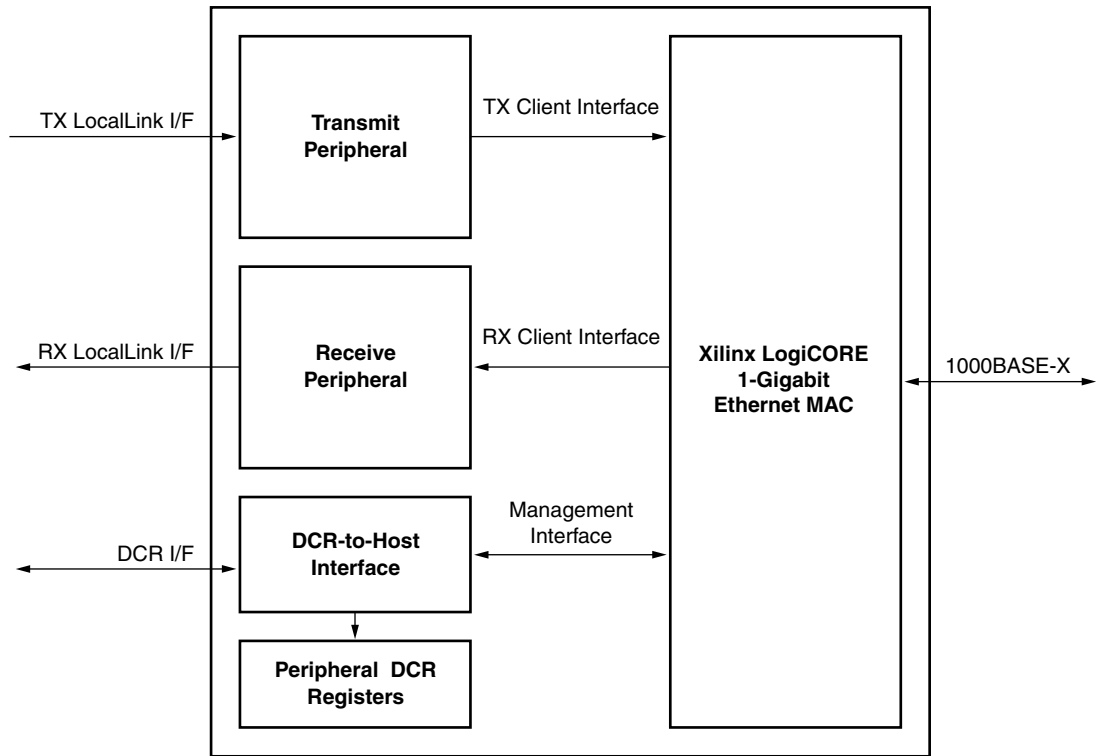 TX LocalLink I/F
Transmit
Peripheral
TX Client Interface
RX LocalLink I/F
Receive
Peripheral
RX Client Interface
Xilinx LogiCORE
1-Gigabit
Ethernet MAC
1000BASE-X
DCR I/F
DCR-to-Host
Interface
Management
Interface
Peripheral DCR
Registers